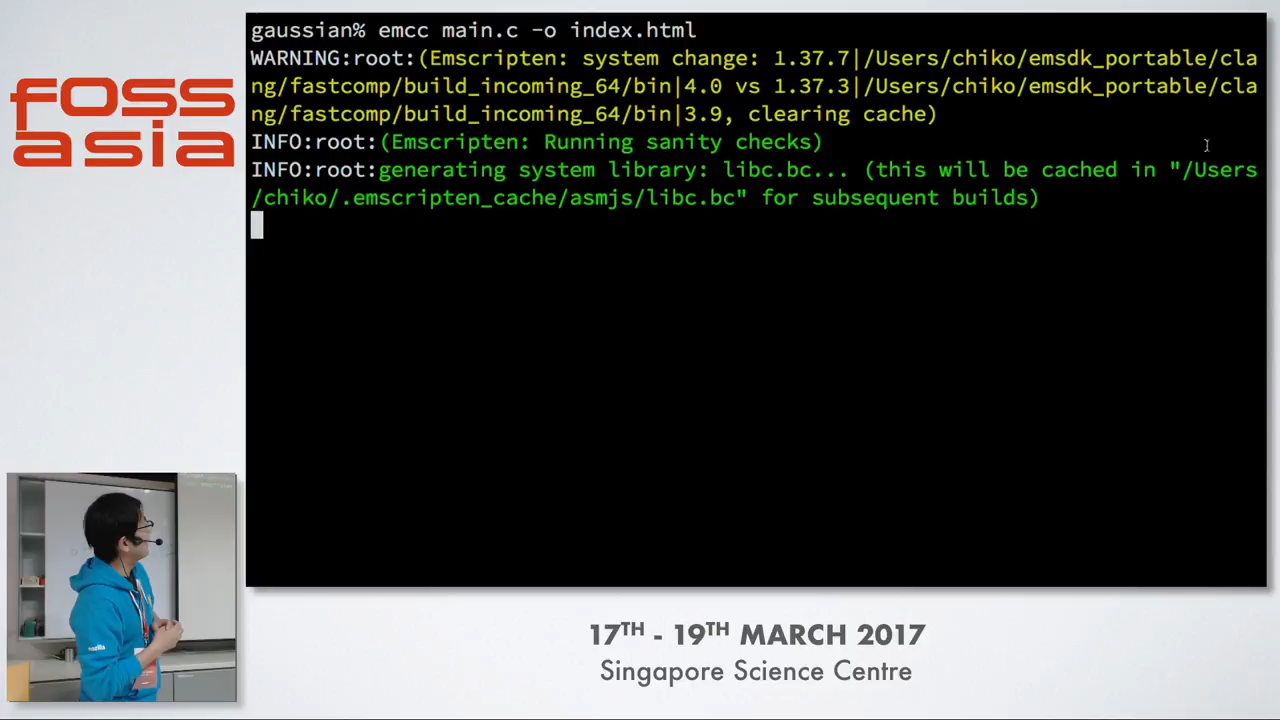 foss
asia
gaussian% emcc main.c -o index.html
WARNING:root:(Emscripten: system change: 1.37.7|/Users/chiko/emsdk_portable/cla
ng/fastcomp/build_incoming_64/bin|4.0 vs 1.37.3|/Users/chiko/emsdk_portable/cla
ng/fastcomp/build_incoming_64/bin|3.9, clearing cache)
INFO:root:(Emscripten: Running sanity checks)
INFO:root:generating system library: libc.bc... (this will be cached in "/Users
/chiko/.emscripten_cache/asmjs/libc.bc" for subsequent builds)
mozilla
17TH - 19TH MARCH 2017
Singapore Science Centre